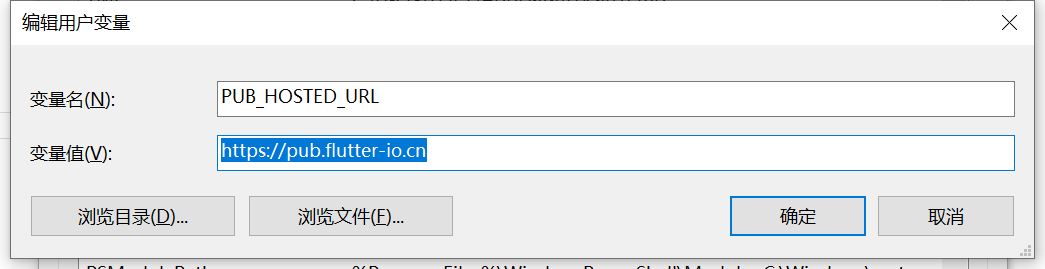 编辑用户变量
变量名(N):
PUB_HOSTED_URL
变量值(V):
https://pub.flutter-io.cn
浏览目录(D)...
浏览文件(F)...
确定
取消